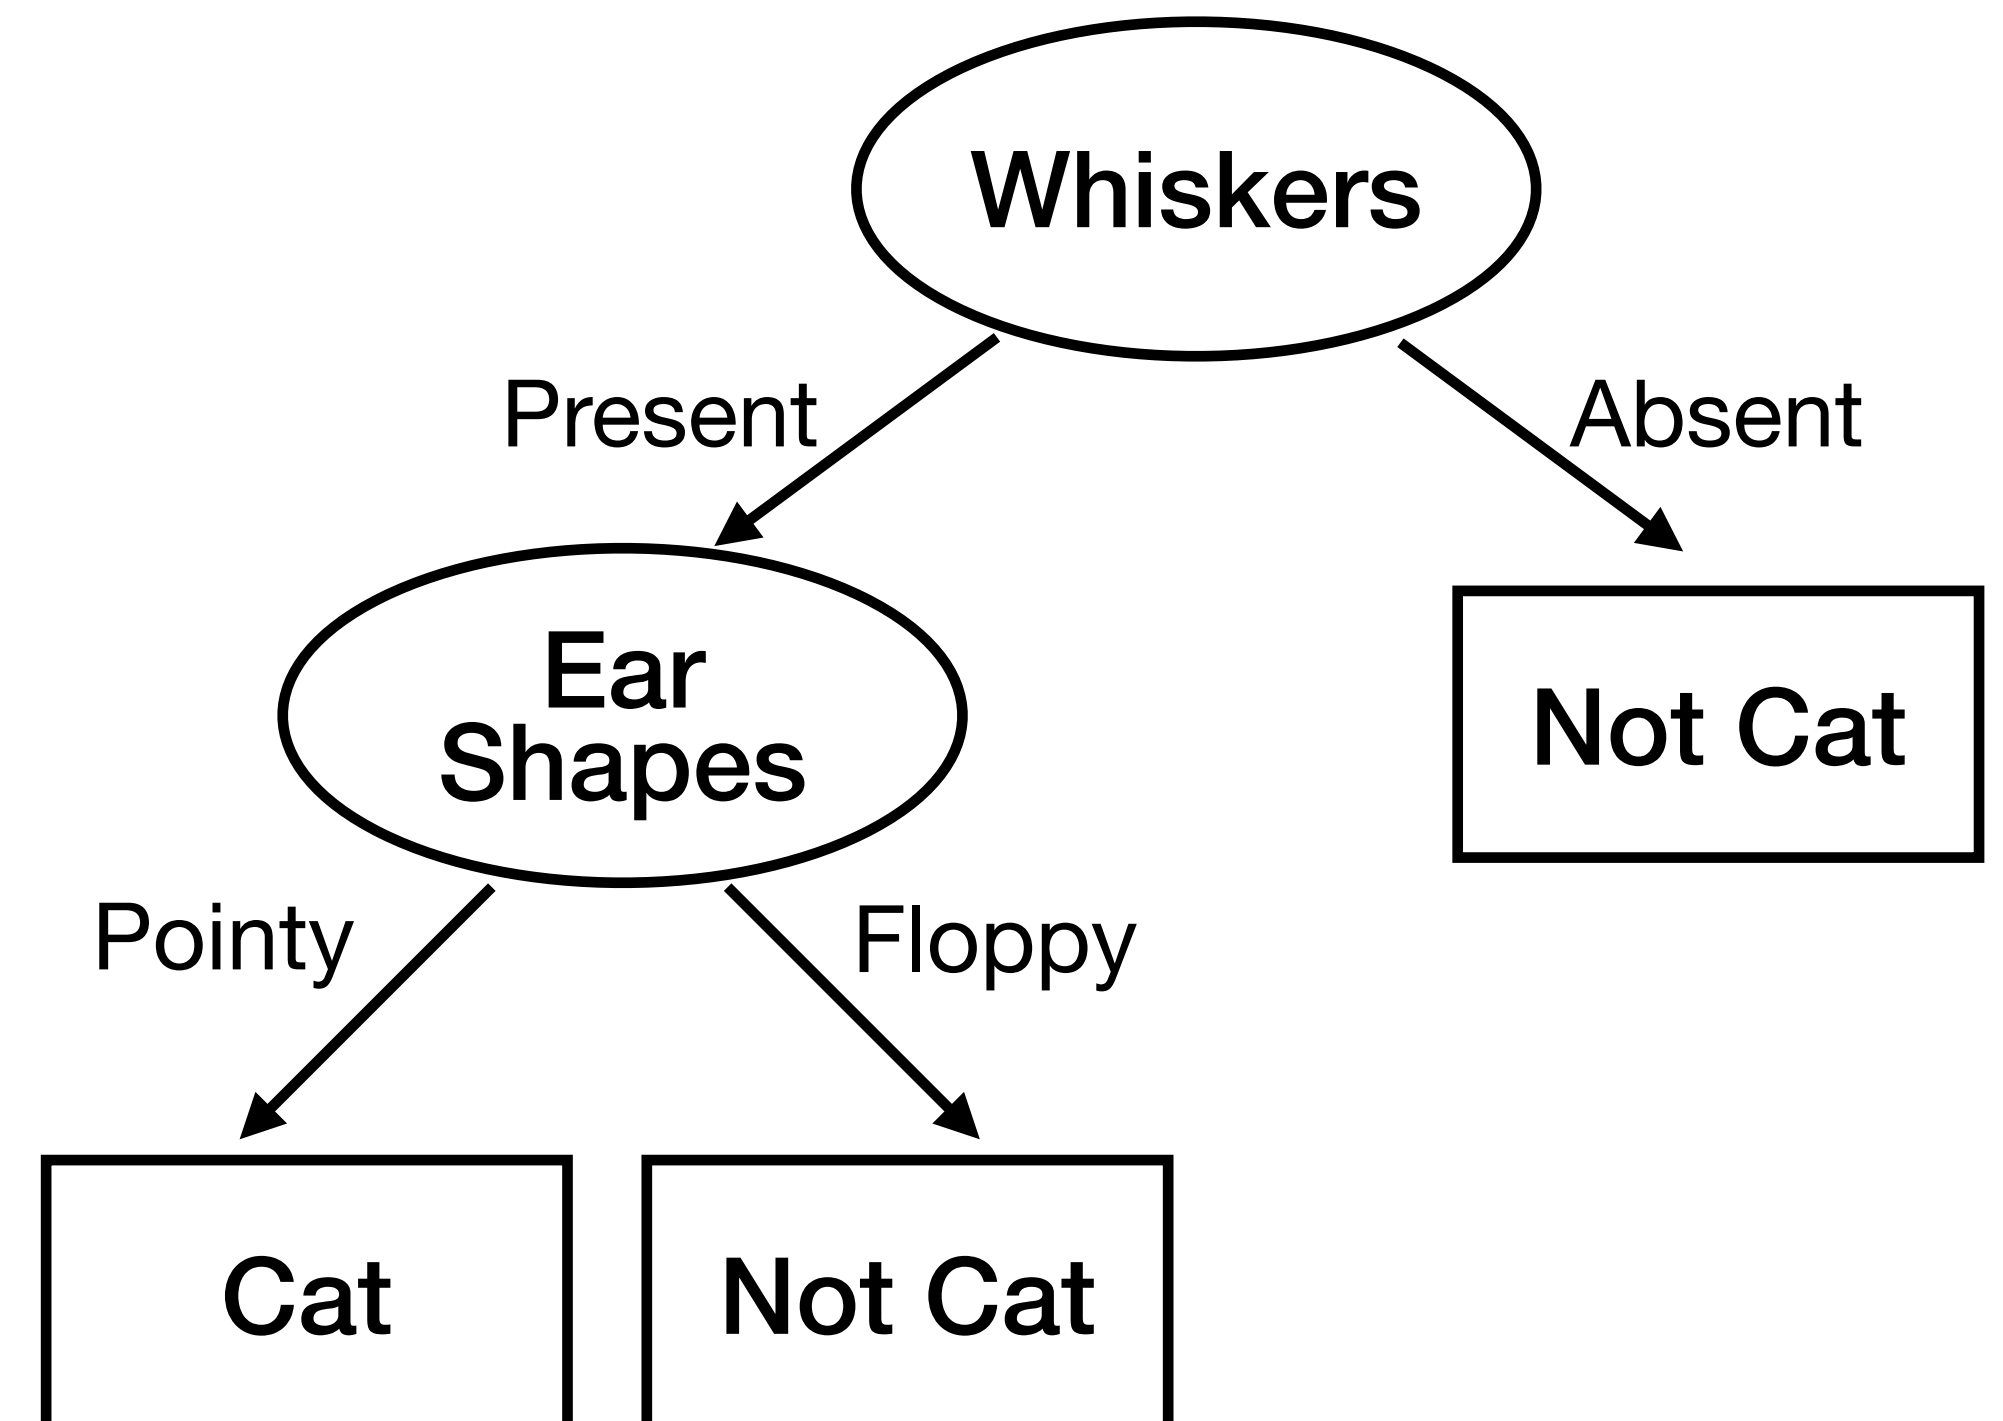 Whiskers
Present
Absent
Ear
Shapes
Not Cat
Pointy
Floppy
Cat
Not Cat